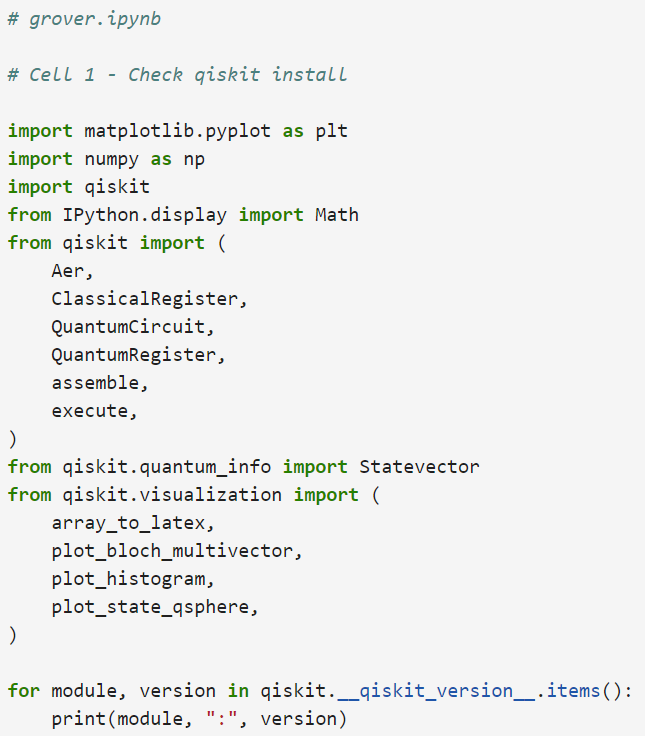 # grover.ipynb
# Cell 1 - Check qiskit install
import matplotlib.pyplot as plt
import numpy as np
import qiskit
from IPython.display import Math
from qiskit import (
    Aer,
    ClassicalRegister,
    QuantumCircuit,
    QuantumRegister,
    assemble,
    execute,
)
from qiskit.quantum_info import Statevector
from qiskit.visualization import (
    array_to_latex,
    plot_bloch_multivector,
    plot_histogram,
    plot_state_qsphere,
)
for module, version in qiskit.__qiskit_version__.items():
    print(module, ":", version)